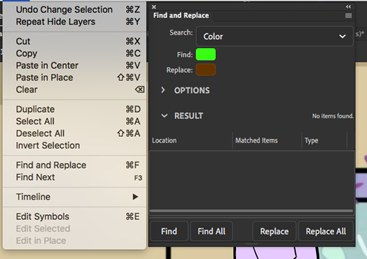 Undo Change Selection ⌘Z
Repeat Hide Layers ⌘Y
Cut ⌘X
Copy ⌘C
Paste in Center ⌘V
Paste in Place ⇧⌘V
Clear ⌫
Duplicate ⌘D
Select All ⌘A
Deselect All ⇧⌘A
Invert Selection
Find and Replace ⌘F
Find Next F3
Timeline
Edit Symbols ⌘E
Edit Selected
Edit in Place
Find and Replace
Search: Color
Find:
Replace:
OPTIONS
RESULT No items found.
Location Matched Items Type
Find Find All Replace Replace All